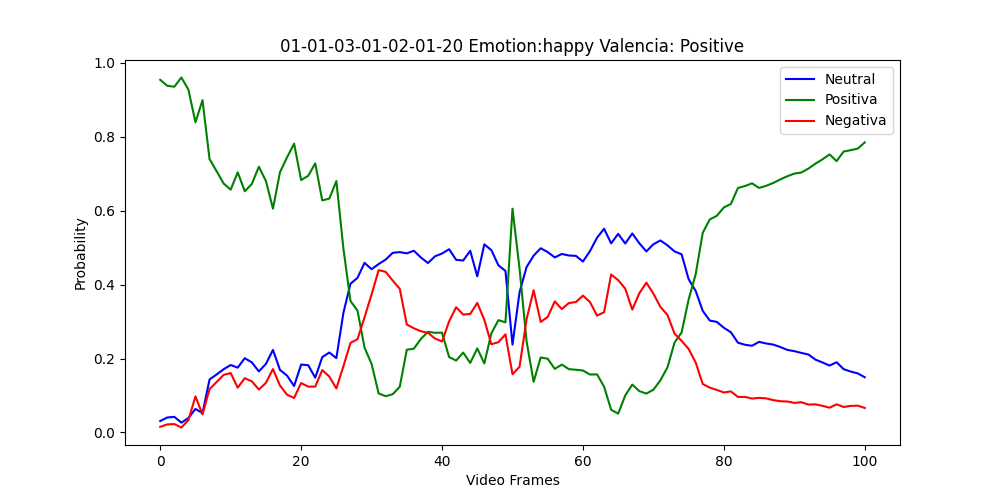 01-01-03-01-02-01-20 Emotion:happy Valencia: Positive
Neutral
Positiva
Negativa
1.0
0.8
0.6
0.4
0.2
0.0
Probability
0 20 40 60 80 100
Video Frames